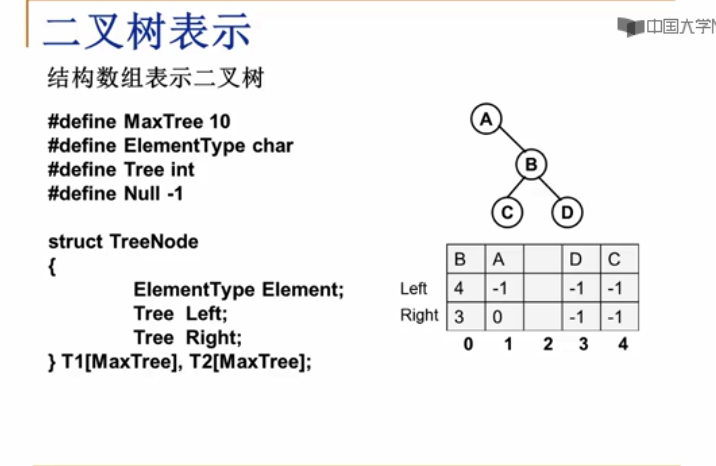 二叉树表示
中国大学
结构数组表示二叉树
#define MaxTree 10
#define ElementType char
#define Tree int
#define Null -1
struct TreeNode
{
ElementType Element;
Tree Left;
Tree Right;
} T1[MaxTree], T2[MaxTree];
A
B
C D
B A D C
Left 4 -1 -1 -1
Right 3 0 -1 -1
0 1 2 3 4